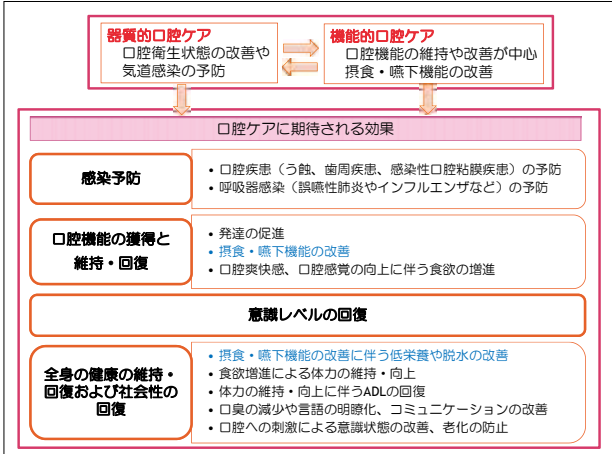 器質的口腔ケア
口腔衛生状態の改善や
気道感染の予防
機能的口腔ケア
口腔機能の維持や改善が中心
摂食・嚥下機能の改善
口腔ケアに期待される効果
感染予防
• 口腔疾患（う蝕、歯周疾患、感染性口腔粘膜疾患）の予防
• 呼吸器感染（誤嚥性肺炎やインフルエンザなど）の予防
口腔機能の獲得と
維持・回復
• 発達の促進
• 摂食・嚥下機能の改善
• 口腔爽快感、口腔感覚の向上に伴う食欲の増進
意識レベルの回復
全身の健康の維持・
回復および社会性の
回復
• 摂食・嚥下機能の改善に伴う低栄養や脱水の改善
• 食欲増進による体力の維持・向上
• 体力の維持・向上に伴うADLの回復
• 口臭の減少や言語の明瞭化、コミュニケーションの改善
• 口腔への刺激による意識状態の改善、老化の防止